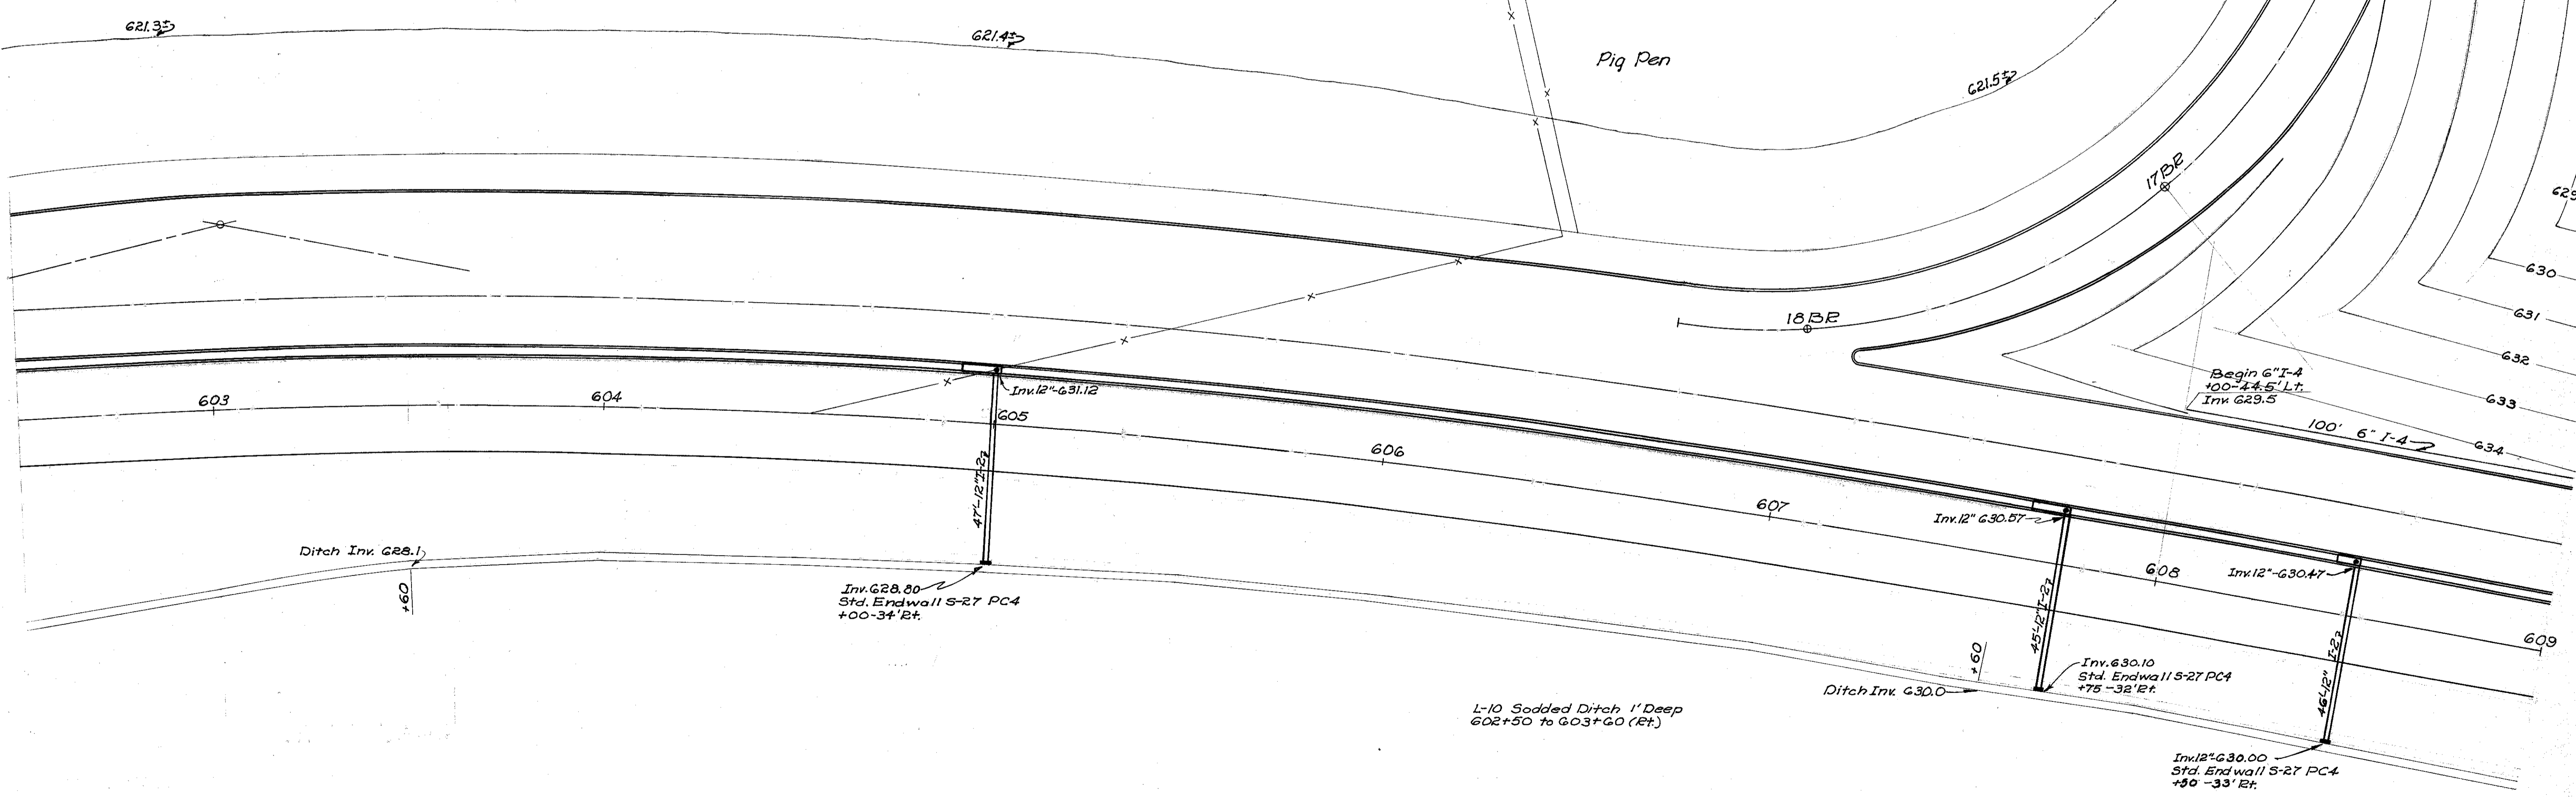 621.3±
621.4±
Pig Pen
621.5±
17BR
629
630
631
632
633
634
18BR
Begin 6"I-4
+00-44.5' Lt.
Inv. 629.5
100' 6" I-4
603
604
605
606
607
608
609
Inv.12"-631.12
47'-12"I-27
Inv.12" 630.57
Inv.12"-630.47
45'-12"I-27
46'-12" I-27
Ditch Inv. 628.1
+60
Inv.628.80
Std. Endwall S-27 PC4
+00-34'Rt.
+60
Ditch Inv. 630.0
Inv.630.10
Std. Endwall S-27 PC4
+75-32'Rt.
L-10 Sodded Ditch 1' Deep
602+50 to 603+60 (Rt.)
Inv.12"-630.00
Std. Endwall S-27 PC4
+50-33' Rt.